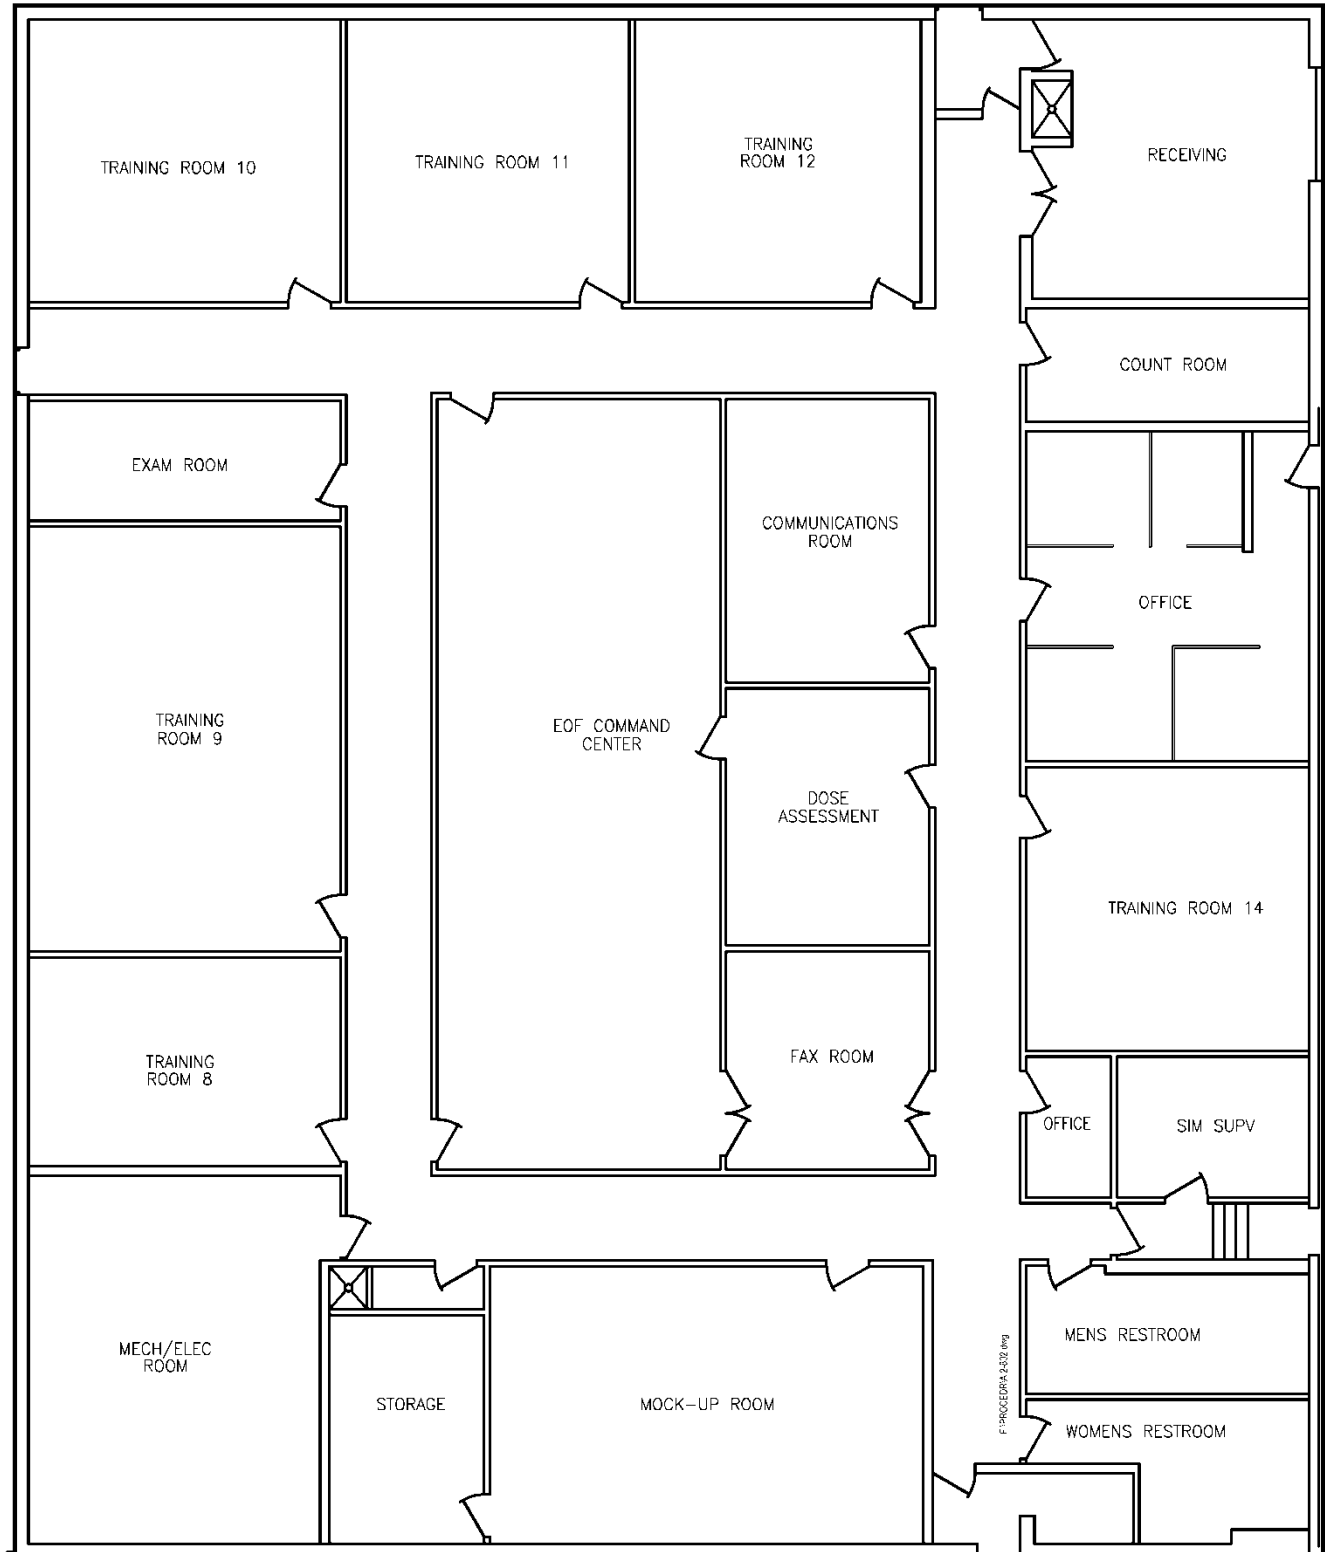 TRAINING ROOM 10
TRAINING ROOM 11
TRAINING
ROOM 12
RECEIVING
COUNT ROOM
EXAM ROOM
COMMUNICATIONS
ROOM
OFFICE
TRAINING
ROOM 9
EOF COMMAND
CENTER
DOSE
ASSESSMENT
TRAINING ROOM 14
TRAINING
ROOM 8
FAX ROOM
OFFICE
SIM SUPV
MECH/ELEC
ROOM
STORAGE
MOCK-UP ROOM
MENS RESTROOM
WOMENS RESTROOM